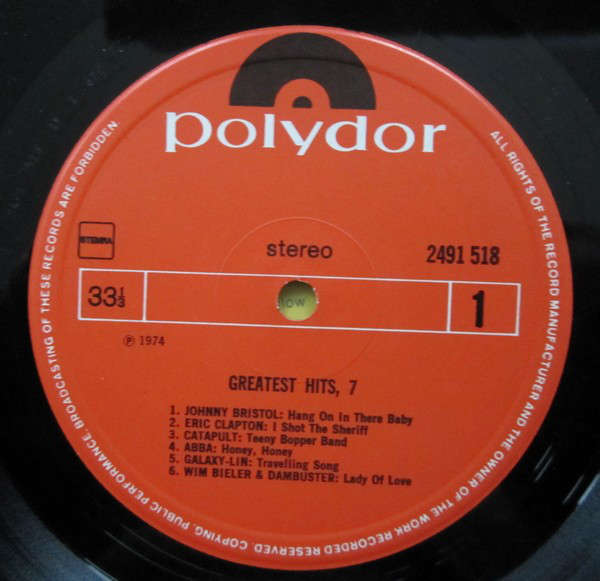 polydor
stereo
2491 518
STEMRA
33⅓
1
℗ 1974
low
GREATEST HITS, 7
1. JOHNNY BRISTOL: Hang On In There Baby
2. ERIC CLAPTON: I Shot The Sheriff
3. CATAPULT: Teeny Bopper Band
4. ABBA: Honey, Honey
5. GALAXY-LIN: Travelling Song
6. WIM BIELER & DAMBUSTER: Lady Of Love
ALL RIGHTS OF THE RECORD MANUFACTURER AND OF THE OWNER OF THE WORK RECORDED RESERVED. COPYING, PUBLIC PERFORMANCE, BROADCASTING OF THESE RECORDS ARE FORBIDDEN